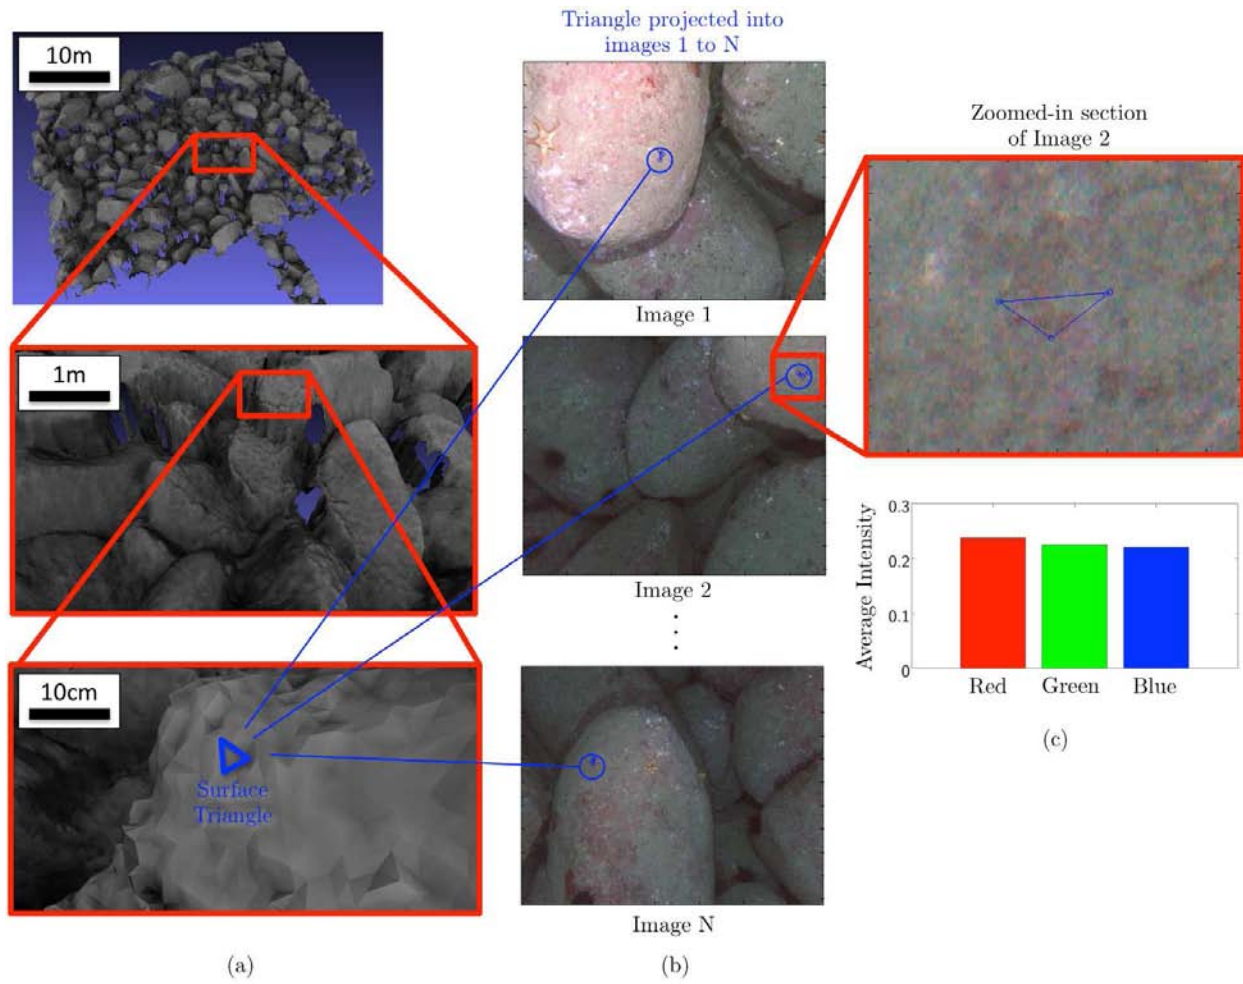 10m
1m
10cm
Surface
Triangle
(a)
Triangle projected into
images 1 to N
Image 1
Image 2
Image N
(b)
Zoomed-in section
of Image 2
Average Intensity
0.3
0.2
0.1
0
Red Green Blue
(c)